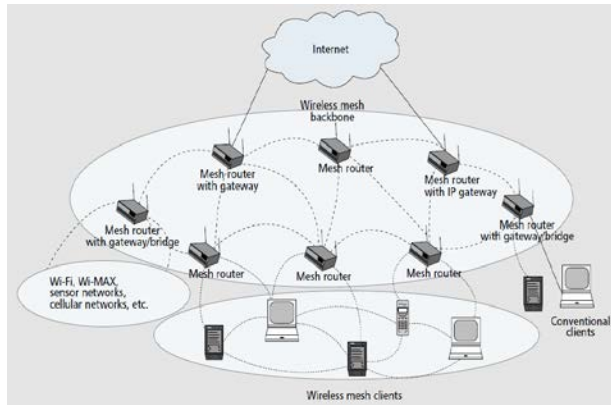 Internet
Wireless mesh
backbone
Mesh router
with gateway
Mesh router
Mesh router
with IP gateway
Mesh router
with gateway/bridge
Mesh router
with gateway/bridge
Mesh router
Mesh router
Mesh router
Wi-Fi, Wi-MAX,
sensor networks,
cellular networks, etc.
Conventional
clients
Wireless mesh clients